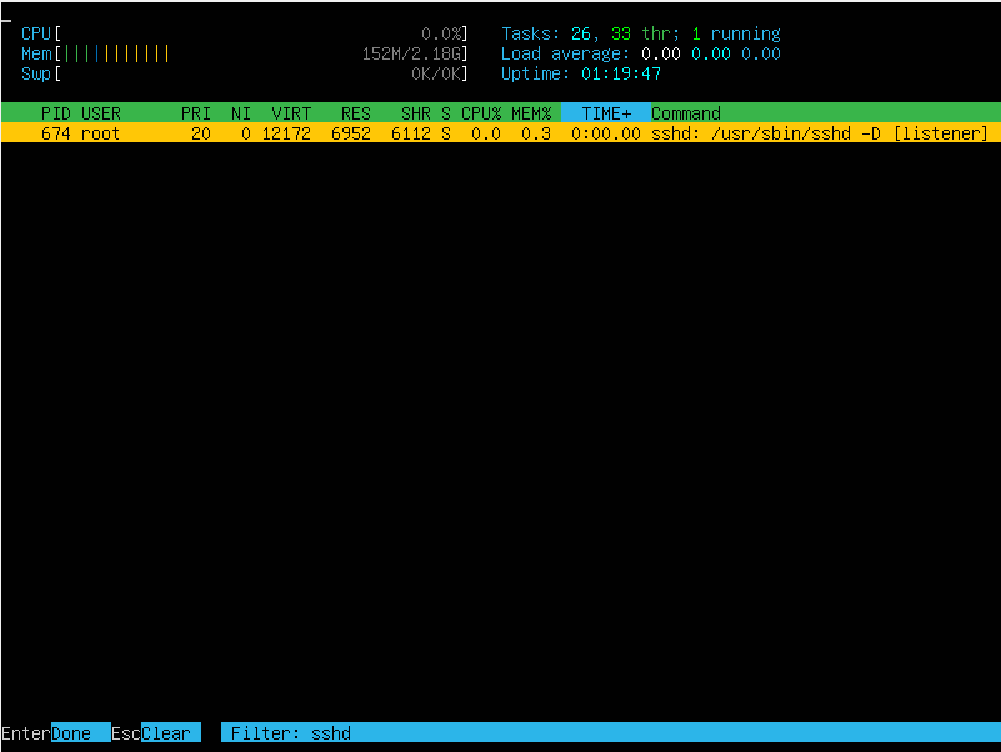 CPU[ 0.0%] Tasks: 26, 33 thr; 1 running
Mem[||||||||||| 152M/2.18G] Load average: 0.00 0.00 0.00
Swp[ 0K/0K] Uptime: 01:19:47
PID USER PRI NI VIRT RES SHR S CPU% MEM% TIME+ Command
674 root 20 0 12172 6952 6112 S 0.0 0.3 0:00.00 sshd: /usr/sbin/sshd -D [listener]
EnterDone EscClear Filter: sshd